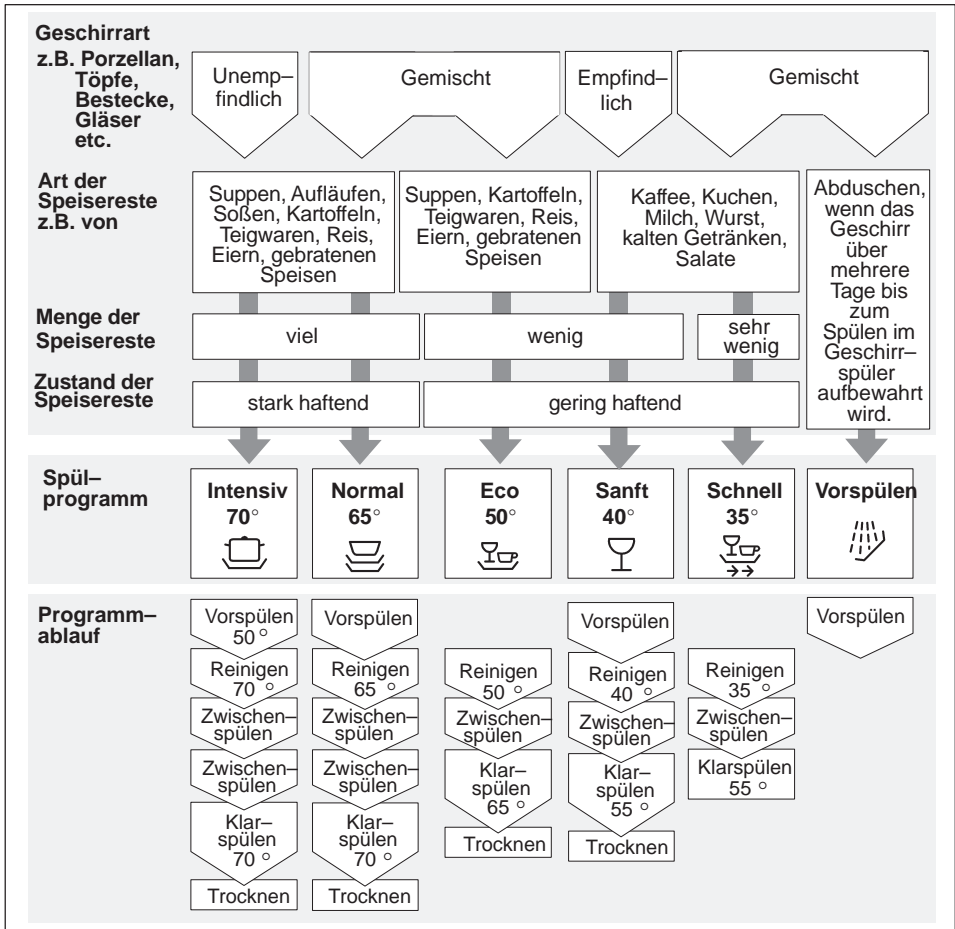 Geschirrart
z.B. Porzellan,
Töpfe,
Bestecke,
Gläser
etc.
Unemp–
findlich
Gemischt
Empfind–
lich
Gemischt
Art der
Speisereste
z.B. von
Suppen, Aufläufen,
Soßen, Kartoffeln,
Teigwaren, Reis,
Eiern, gebratenen
Speisen
Suppen, Kartoffeln,
Teigwaren, Reis,
Eiern, gebratenen
Speisen
Kaffee, Kuchen,
Milch, Wurst,
kalten Getränken,
Salate
Abduschen,
wenn das
Geschirr
über
mehrere
Tage bis
zum
Spülen im
Geschirr–
spüler
aufbewahrt
wird.
Menge der
Speisereste
viel
wenig
sehr
wenig
Zustand der
Speisereste
stark haftend
gering haftend
Spül–
programm
Intensiv
70°
Normal
65°
Eco
50°
Sanft
40°
Schnell
35°
Vorspülen
Programm–
ablauf
Vorspülen
50 °
Reinigen
70 °
Zwischen–
spülen
Zwischen–
spülen
Klar–
spülen
70 °
Trocknen
Vorspülen
Reinigen
65 °
Zwischen–
spülen
Zwischen–
spülen
Klar–
spülen
70 °
Trocknen
Reinigen
50 °
Zwischen–
spülen
Klar–
spülen
65 °
Trocknen
Vorspülen
Reinigen
40 °
Zwischen–
spülen
Klar–
spülen
55 °
Trocknen
Reinigen
35 °
Zwischen–
spülen
Klarspülen
55 °
Vorspülen